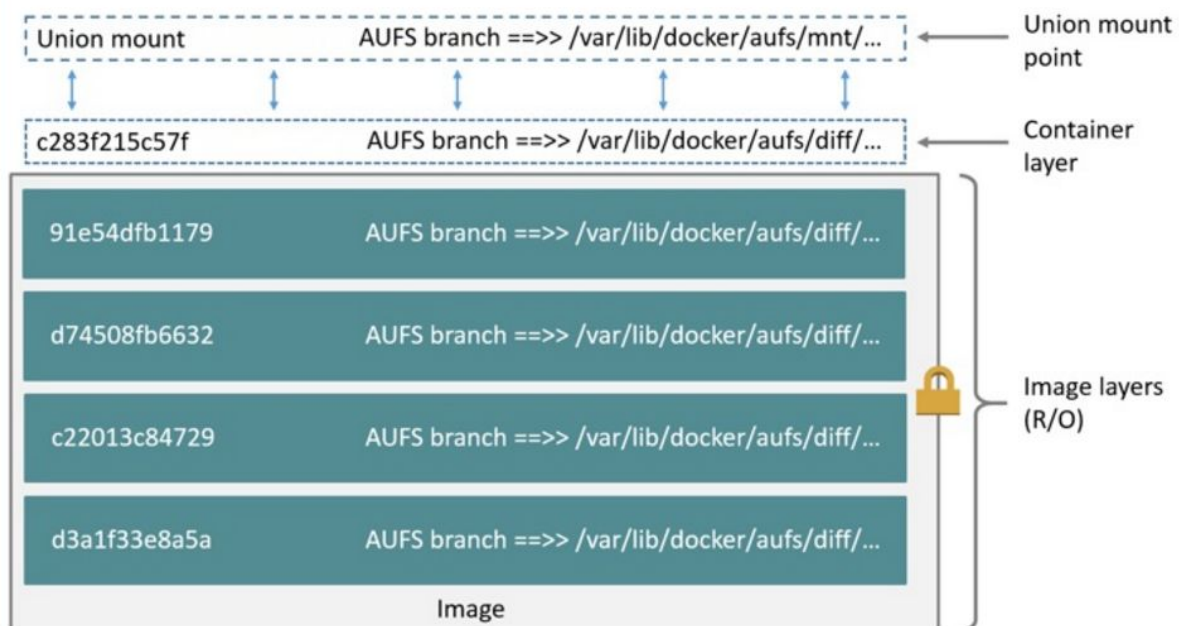 Union mount AUFS branch ==>> /var/lib/docker/aufs/mnt/...
Union mount
point
c283f215c57f AUFS branch ==>> /var/lib/docker/aufs/diff/...
Container
layer
91e54dfb1179 AUFS branch ==>> /var/lib/docker/aufs/diff/...
d74508fb6632 AUFS branch ==>> /var/lib/docker/aufs/diff/...
c22013c84729 AUFS branch ==>> /var/lib/docker/aufs/diff/...
d3a1f33e8a5a AUFS branch ==>> /var/lib/docker/aufs/diff/...
Image layers
(R/O)
Image